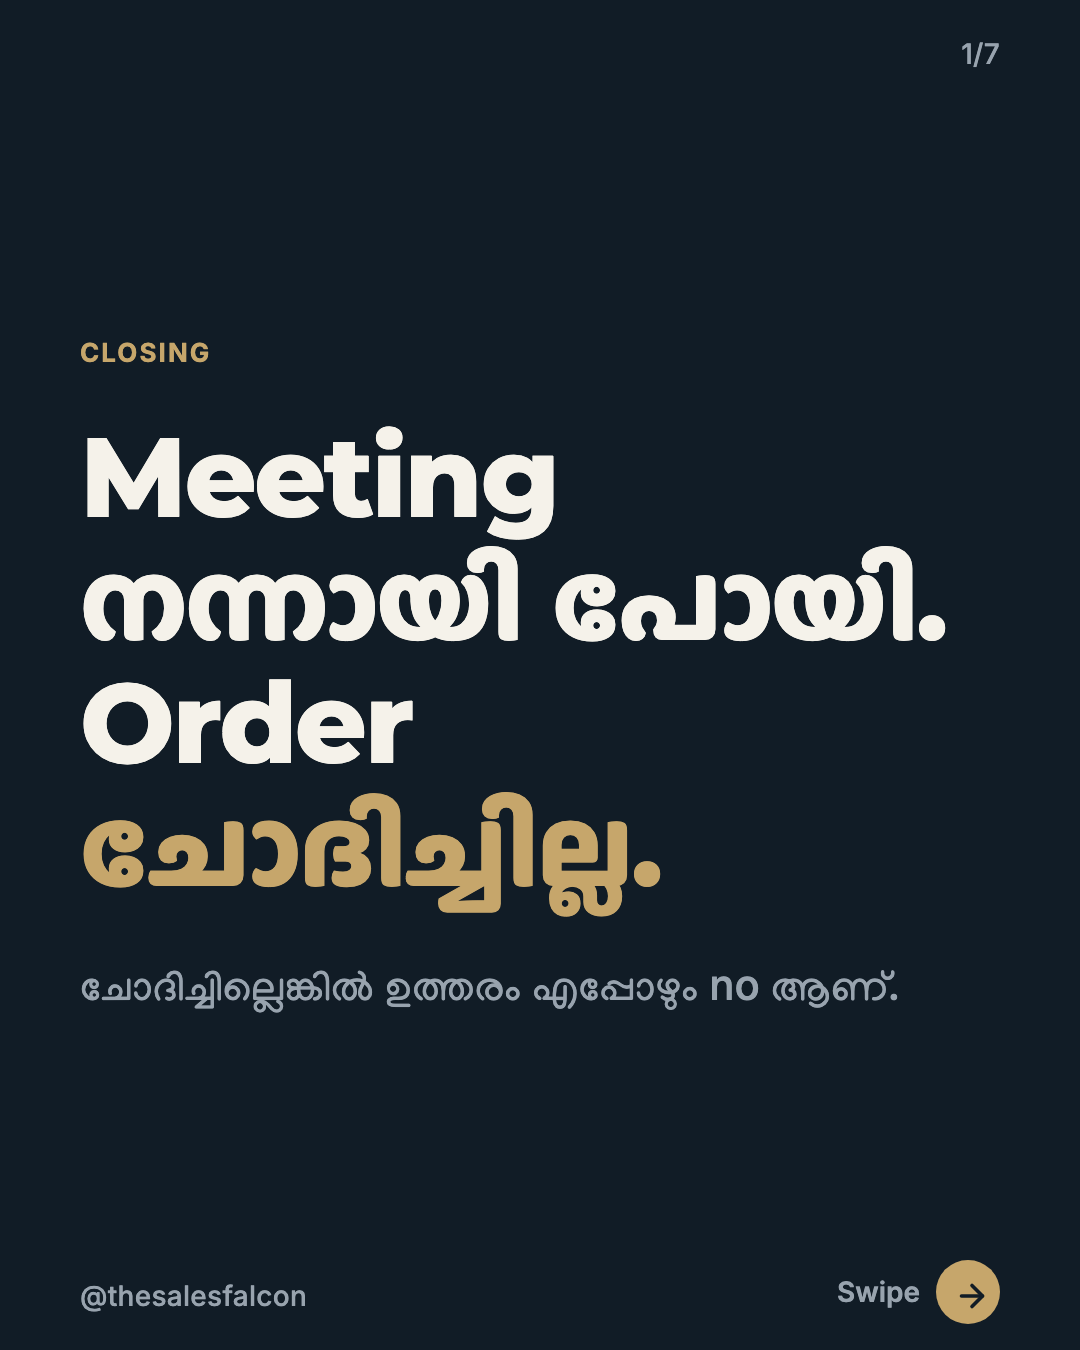 1/7
CLOSING
Meeting
നന്നായി പോയി.
Order
ചോദിച്ചില്ല.
ചോദിച്ചില്ലെങ്കിൽ ഉത്തരം എപ്പോഴും no ആണ്.
@thesalesfalcon
Swipe →